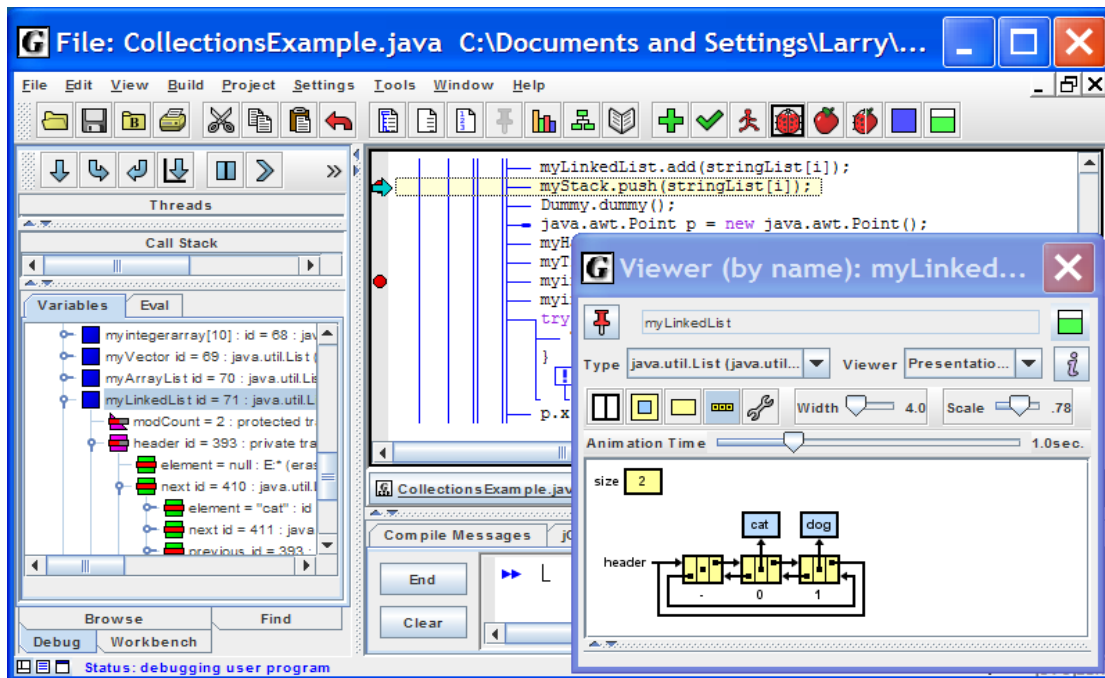 G File: CollectionsExample.java C:\Documents and Settings\Larry\...
File Edit View Build Project Settings Tools Window Help
B
Threads
Call Stack
Variables Eval
myintegerarray[10] : id = 68 : jav
myVector id = 69 : java.util.List (
myArrayList id = 70 : java.util.Lis
myLinkedList id = 71 : java.util.L
modCount = 2 : protected tr
header id = 393 : private tra
element = null : E:* (eras
next id = 410 : java.util.l
element = "cat" : id
next id = 411 : java
previous id = 393 :
Browse Find
Debug Workbench
Status: debugging user program
myLinkedList.add(stringList[i]);
myStack.push(stringList[i]);
Dummy.dummy();
java.awt.Point p = new java.awt.Point();
myH
myT
myi
myi
try
}
!
p.x
G CollectionsExample.jav
Compile Messages
End
Clear
G Viewer (by name): myLinked...
myLinkedList
Type java.util.List (java.util... Viewer Presentatio... i
Width 4.0 Scale .78
Animation Time 1.0sec.
size 2
cat dog
header
- 0 1